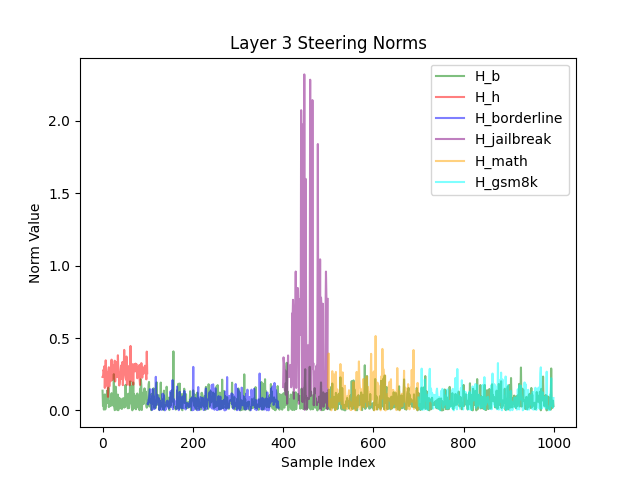 Layer 3 Steering Norms
H_b
H_h
H_borderline
H_jailbreak
H_math
H_gsm8k
Norm Value
2.0
1.5
1.0
0.5
0.0
0 200 400 600 800 1000
Sample Index